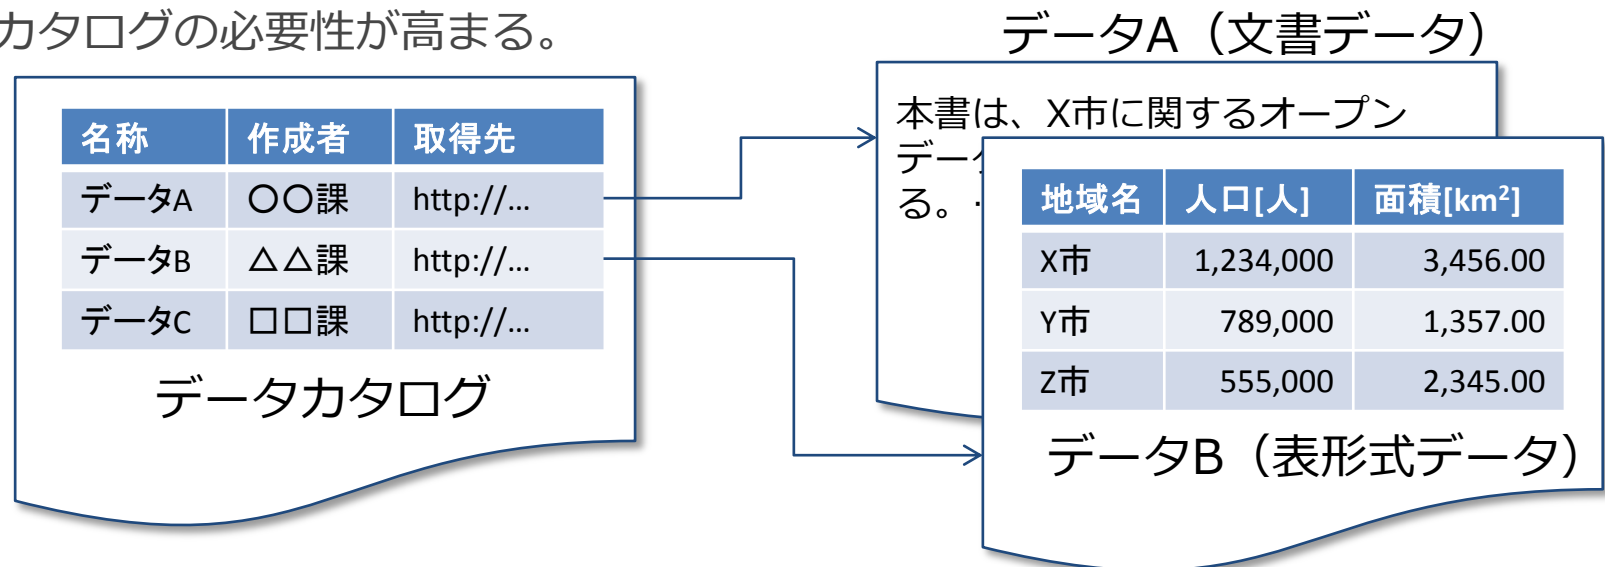 カタログの必要性が高まる。
名称 作成者 取得先
データA 〇〇課 http://...
データB △△課 http://...
データC □□課 http://...
データカタログ
データA（文書データ）
本書は、X市に関するオープン
デー
る。
地域名 人口[人] 面積[km²]
X市 1,234,000 3,456.00
Y市 789,000 1,357.00
Z市 555,000 2,345.00
データB（表形式データ）